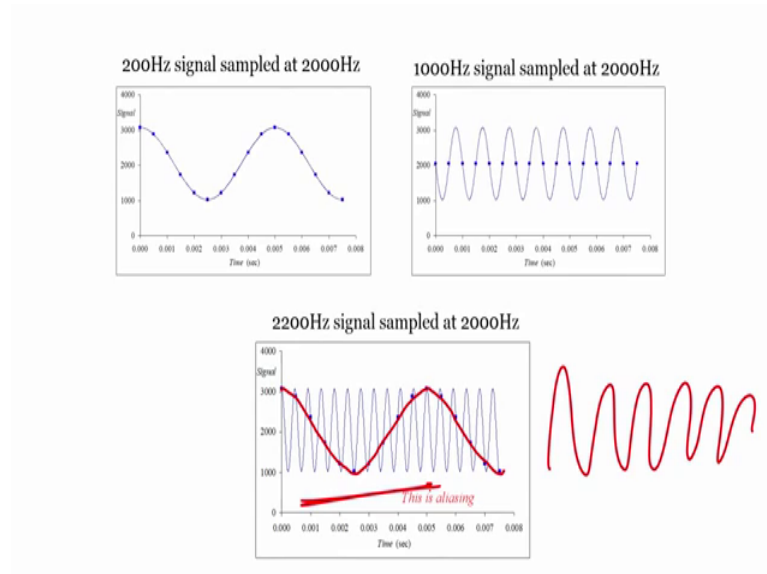 200Hz signal sampled at 2000Hz
4000
Signal
3000
2000
1000
0
0.000 0.001 0.002 0.003 0.004 0.005 0.006 0.007 0.008
Time (sec)
1000Hz signal sampled at 2000Hz
4000
Signal
3000
2000
1000
0
0.000 0.001 0.002 0.003 0.004 0.005 0.006 0.007 0.008
Time (sec)
2200Hz signal sampled at 2000Hz
4000
Signal
3000
2000
1000
This is aliasing
0
0.000 0.001 0.002 0.003 0.004 0.005 0.006 0.007 0.008
Time (sec)